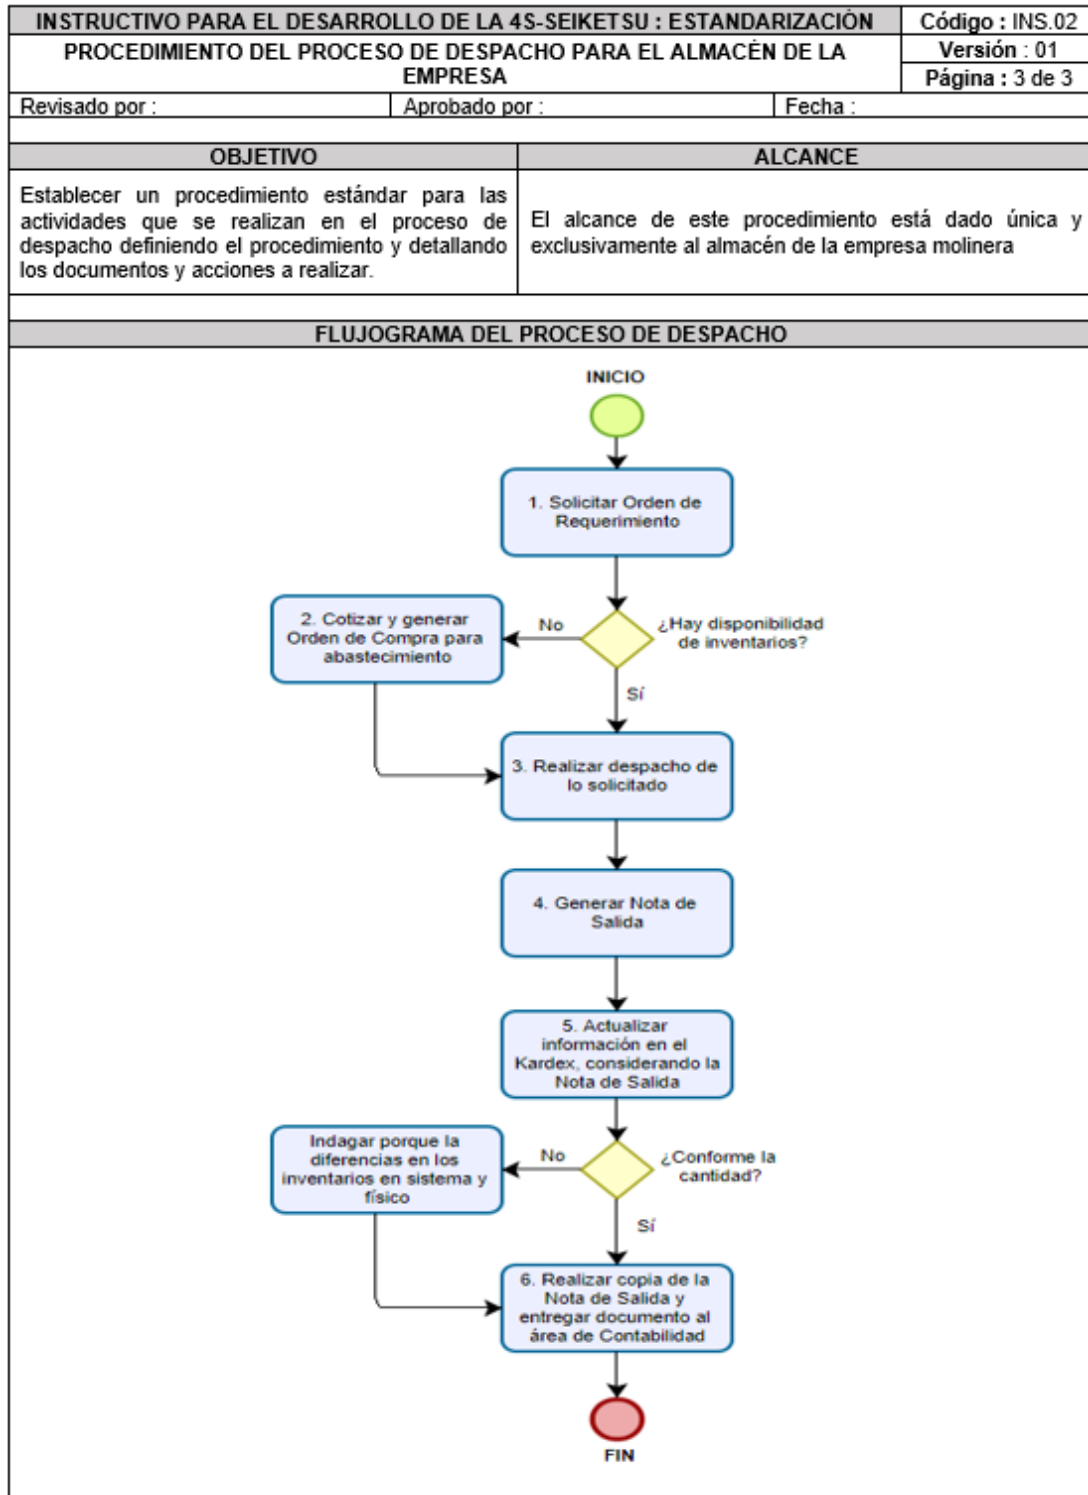 INSTRUCTIVO PARA EL DESARROLLO DE LA 4S-SEIKETSU : ESTANDARIZACIÓN
Código : INS.02
PROCEDIMIENTO DEL PROCESO DE DESPACHO PARA EL ALMACÉN DE LA
EMPRESA
Versión : 01
Página : 3 de 3
Revisado por :
Aprobado por :
Fecha :
OBJETIVO
Establecer un procedimiento estándar para las
actividades que se realizan en el proceso de
despacho definiendo el procedimiento y detallando
los documentos y acciones a realizar.
ALCANCE
El alcance de este procedimiento está dado única y
exclusivamente al almacén de la empresa molinera
FLUJOGRAMA DEL PROCESO DE DESPACHO
INICIO
1. Solicitar Orden de
Requerimiento
¿Hay disponibilidad
de inventarios?
No
2. Cotizar y generar
Orden de Compra para
abastecimiento
Sí
3. Realizar despacho de
lo solicitado
4. Generar Nota de
Salida
5. Actualizar
información en el
Kardex, considerando la
Nota de Salida
¿Conforme la
cantidad?
No
Indagar porque la
diferencias en los
inventarios en sistema y
físico
Sí
6. Realizar copia de la
Nota de Salida y
entregar documento al
área de Contabilidad
FIN